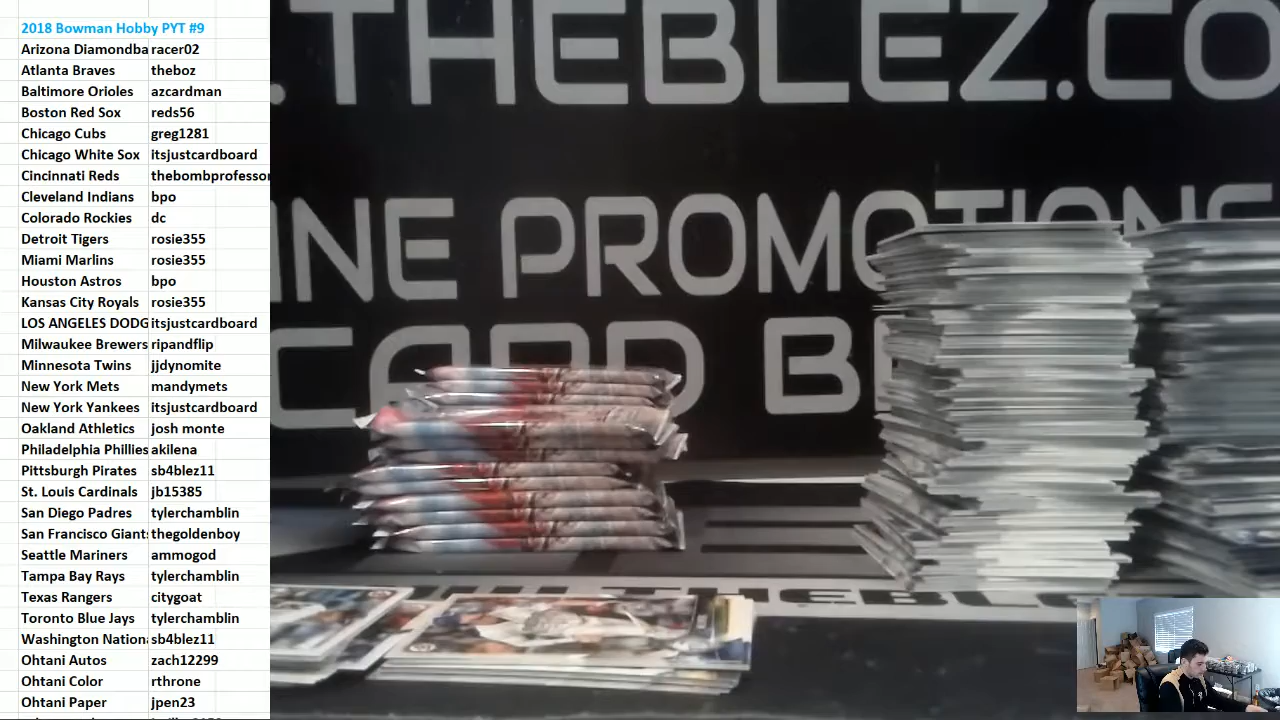 2018 Bowman Hobby PYT #9
Arizona Diamondba racer02
Atlanta Braves theboz
Baltimore Orioles azcardman
Boston Red Sox reds56
Chicago Cubs greg1281
Chicago White Sox itsjustcardboard
Cincinnati Reds thebombprofessor
Cleveland Indians bpo
Colorado Rockies dc
Detroit Tigers rosie355
Miami Marlins rosie355
Houston Astros bpo
Kansas City Royals rosie355
LOS ANGELES DODG itsjustcardboard
Milwaukee Brewers ripandflip
Minnesota Twins jjdynomite
New York Mets mandymets
New York Yankees itsjustcardboard
Oakland Athletics josh monte
Philadelphia Phillies akilena
Pittsburgh Pirates sb4blez11
St. Louis Cardinals jb15385
San Diego Padres tylerchamblin
San Francisco Giants thegoldenboy
Seattle Mariners ammogod
Tampa Bay Rays tylerchamblin
Texas Rangers citygoat
Toronto Blue Jays tylerchamblin
Washington Nationa sb4blez11
Ohtani Autos zach12299
Ohtani Color rthrone
Ohtani Paper jpen23
.THEBLEZ.CO
INE PROMOTIONS
CARD B